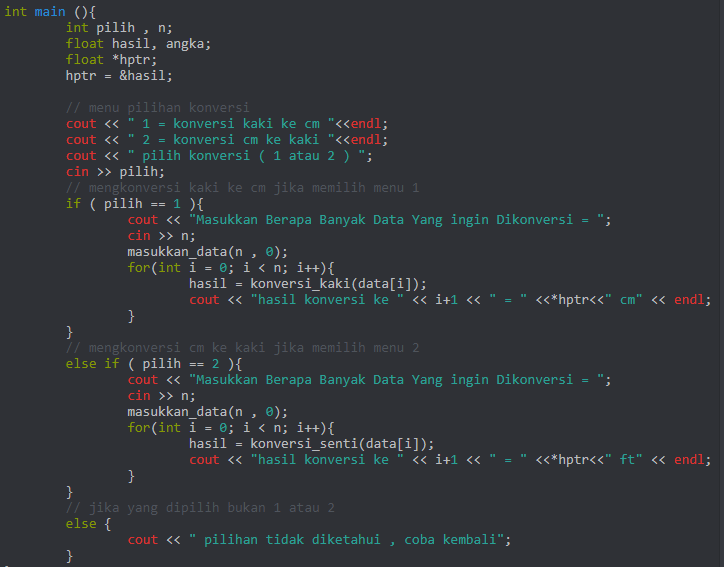 int main (){
int pilih , n;
float hasil, angka;
float *hptr;
hptr = &hasil;
// menu pilihan konversi
cout << " 1 = konversi kaki ke cm "<<endl;
cout << " 2 = konversi cm ke kaki "<<endl;
cout << " pilih konversi ( 1 atau 2 ) ";
cin >> pilih;
// mengkonversi kaki ke cm jika memilih menu 1
if ( pilih == 1 ){
cout << "Masukkan Berapa Banyak Data Yang ingin Dikonversi = ";
cin >> n;
masukkan_data(n , 0);
for(int i = 0; i < n; i++){
hasil = konversi_kaki(data[i]);
cout << "hasil konversi ke " << i+1 << " = " <<*hptr<<" cm" << endl;
}
}
// mengkonversi cm ke kaki jika memilih menu 2
else if ( pilih == 2 ){
cout << "Masukkan Berapa Banyak Data Yang ingin Dikonversi = ";
cin >> n;
masukkan_data(n , 0);
for(int i = 0; i < n; i++){
hasil = konversi_senti(data[i]);
cout << "hasil konversi ke " << i+1 << " = " <<*hptr<<" ft" << endl;
}
}
// jika yang dipilih bukan 1 atau 2
else {
cout << " pilihan tidak diketahui , coba kembali";
}